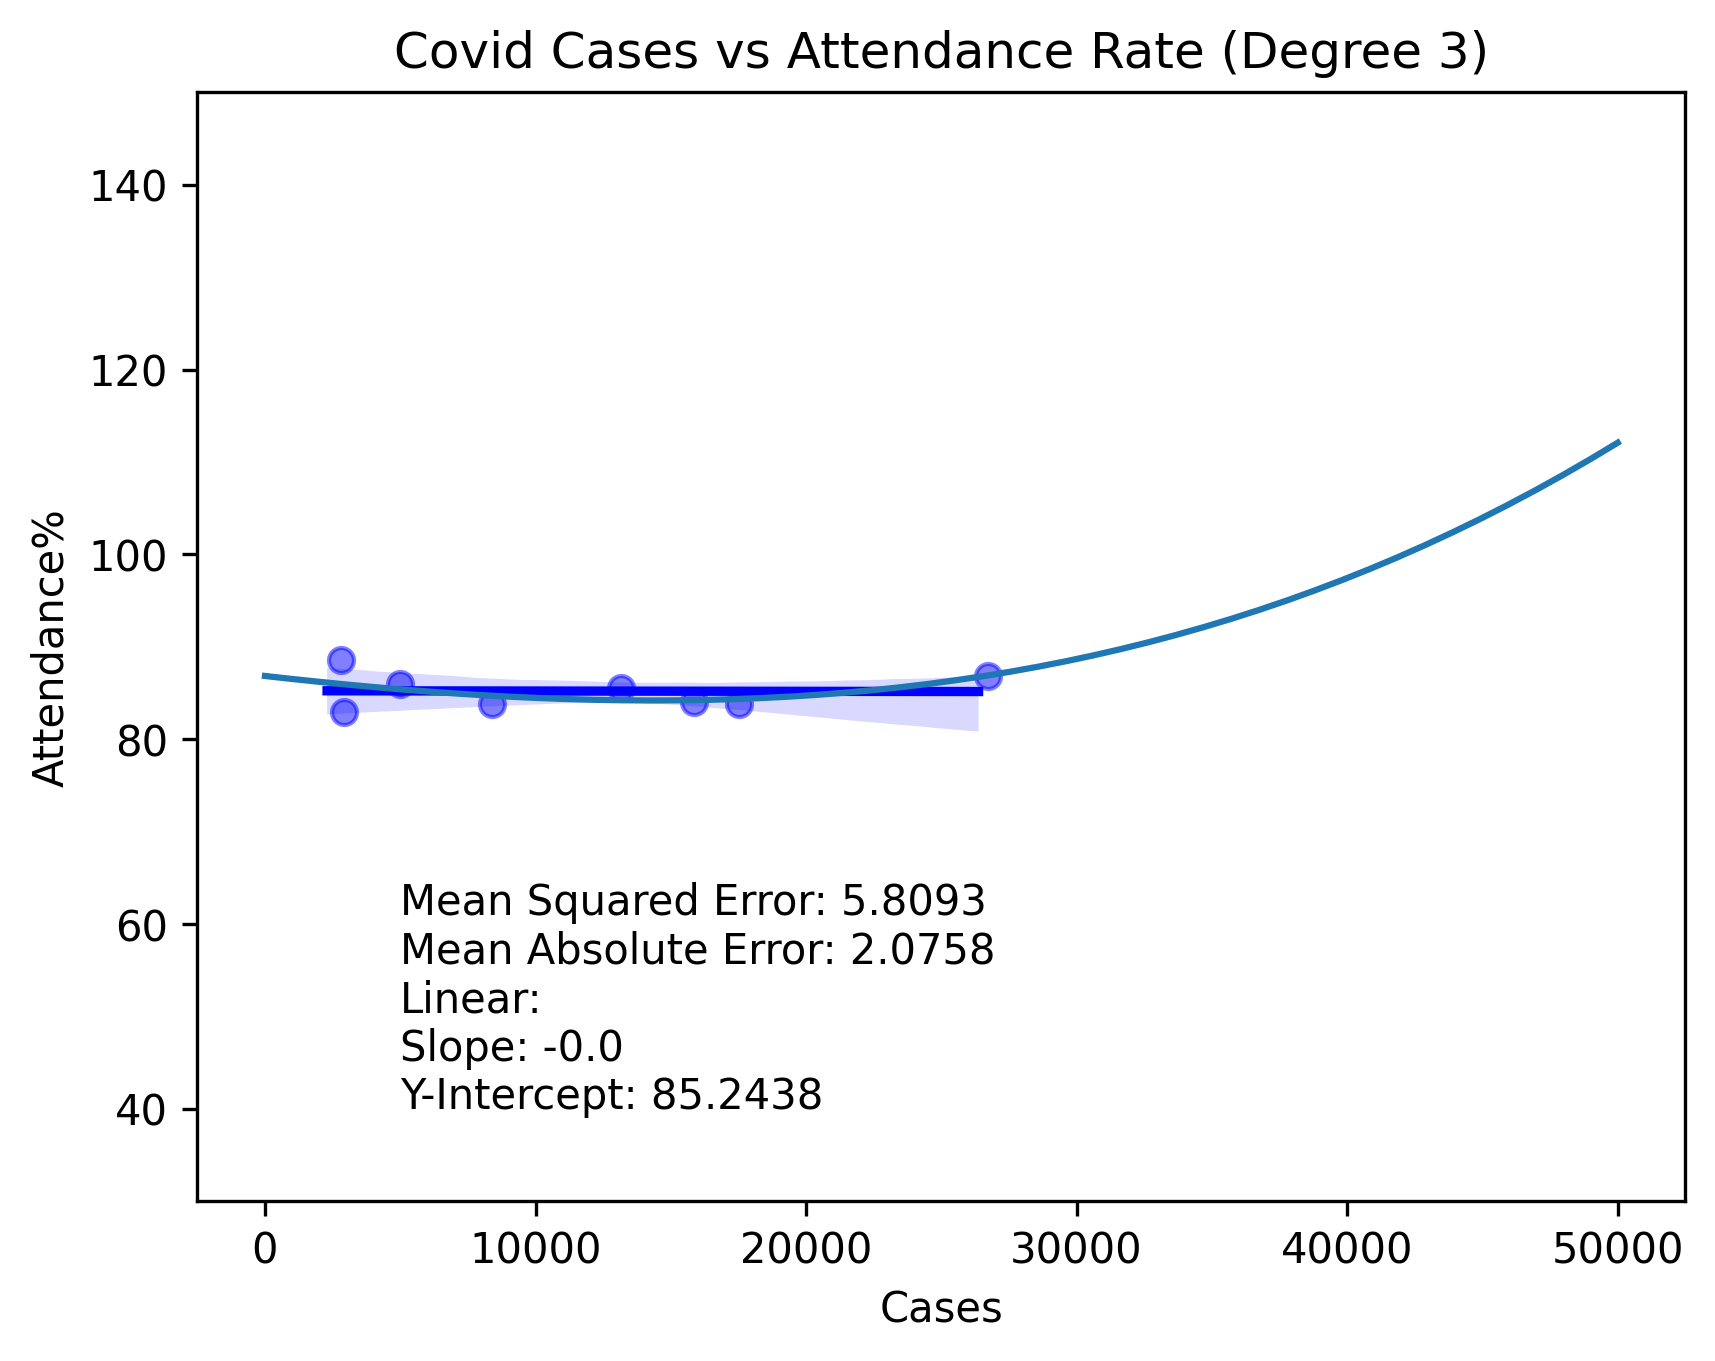 Covid Cases vs Attendance Rate (Degree 3)
140
120
100
80
60
40
Attendance%
Mean Squared Error: 5.8093
Mean Absolute Error: 2.0758
Linear:
Slope: -0.0
Y-Intercept: 85.2438
0 10000 20000 30000 40000 50000
Cases